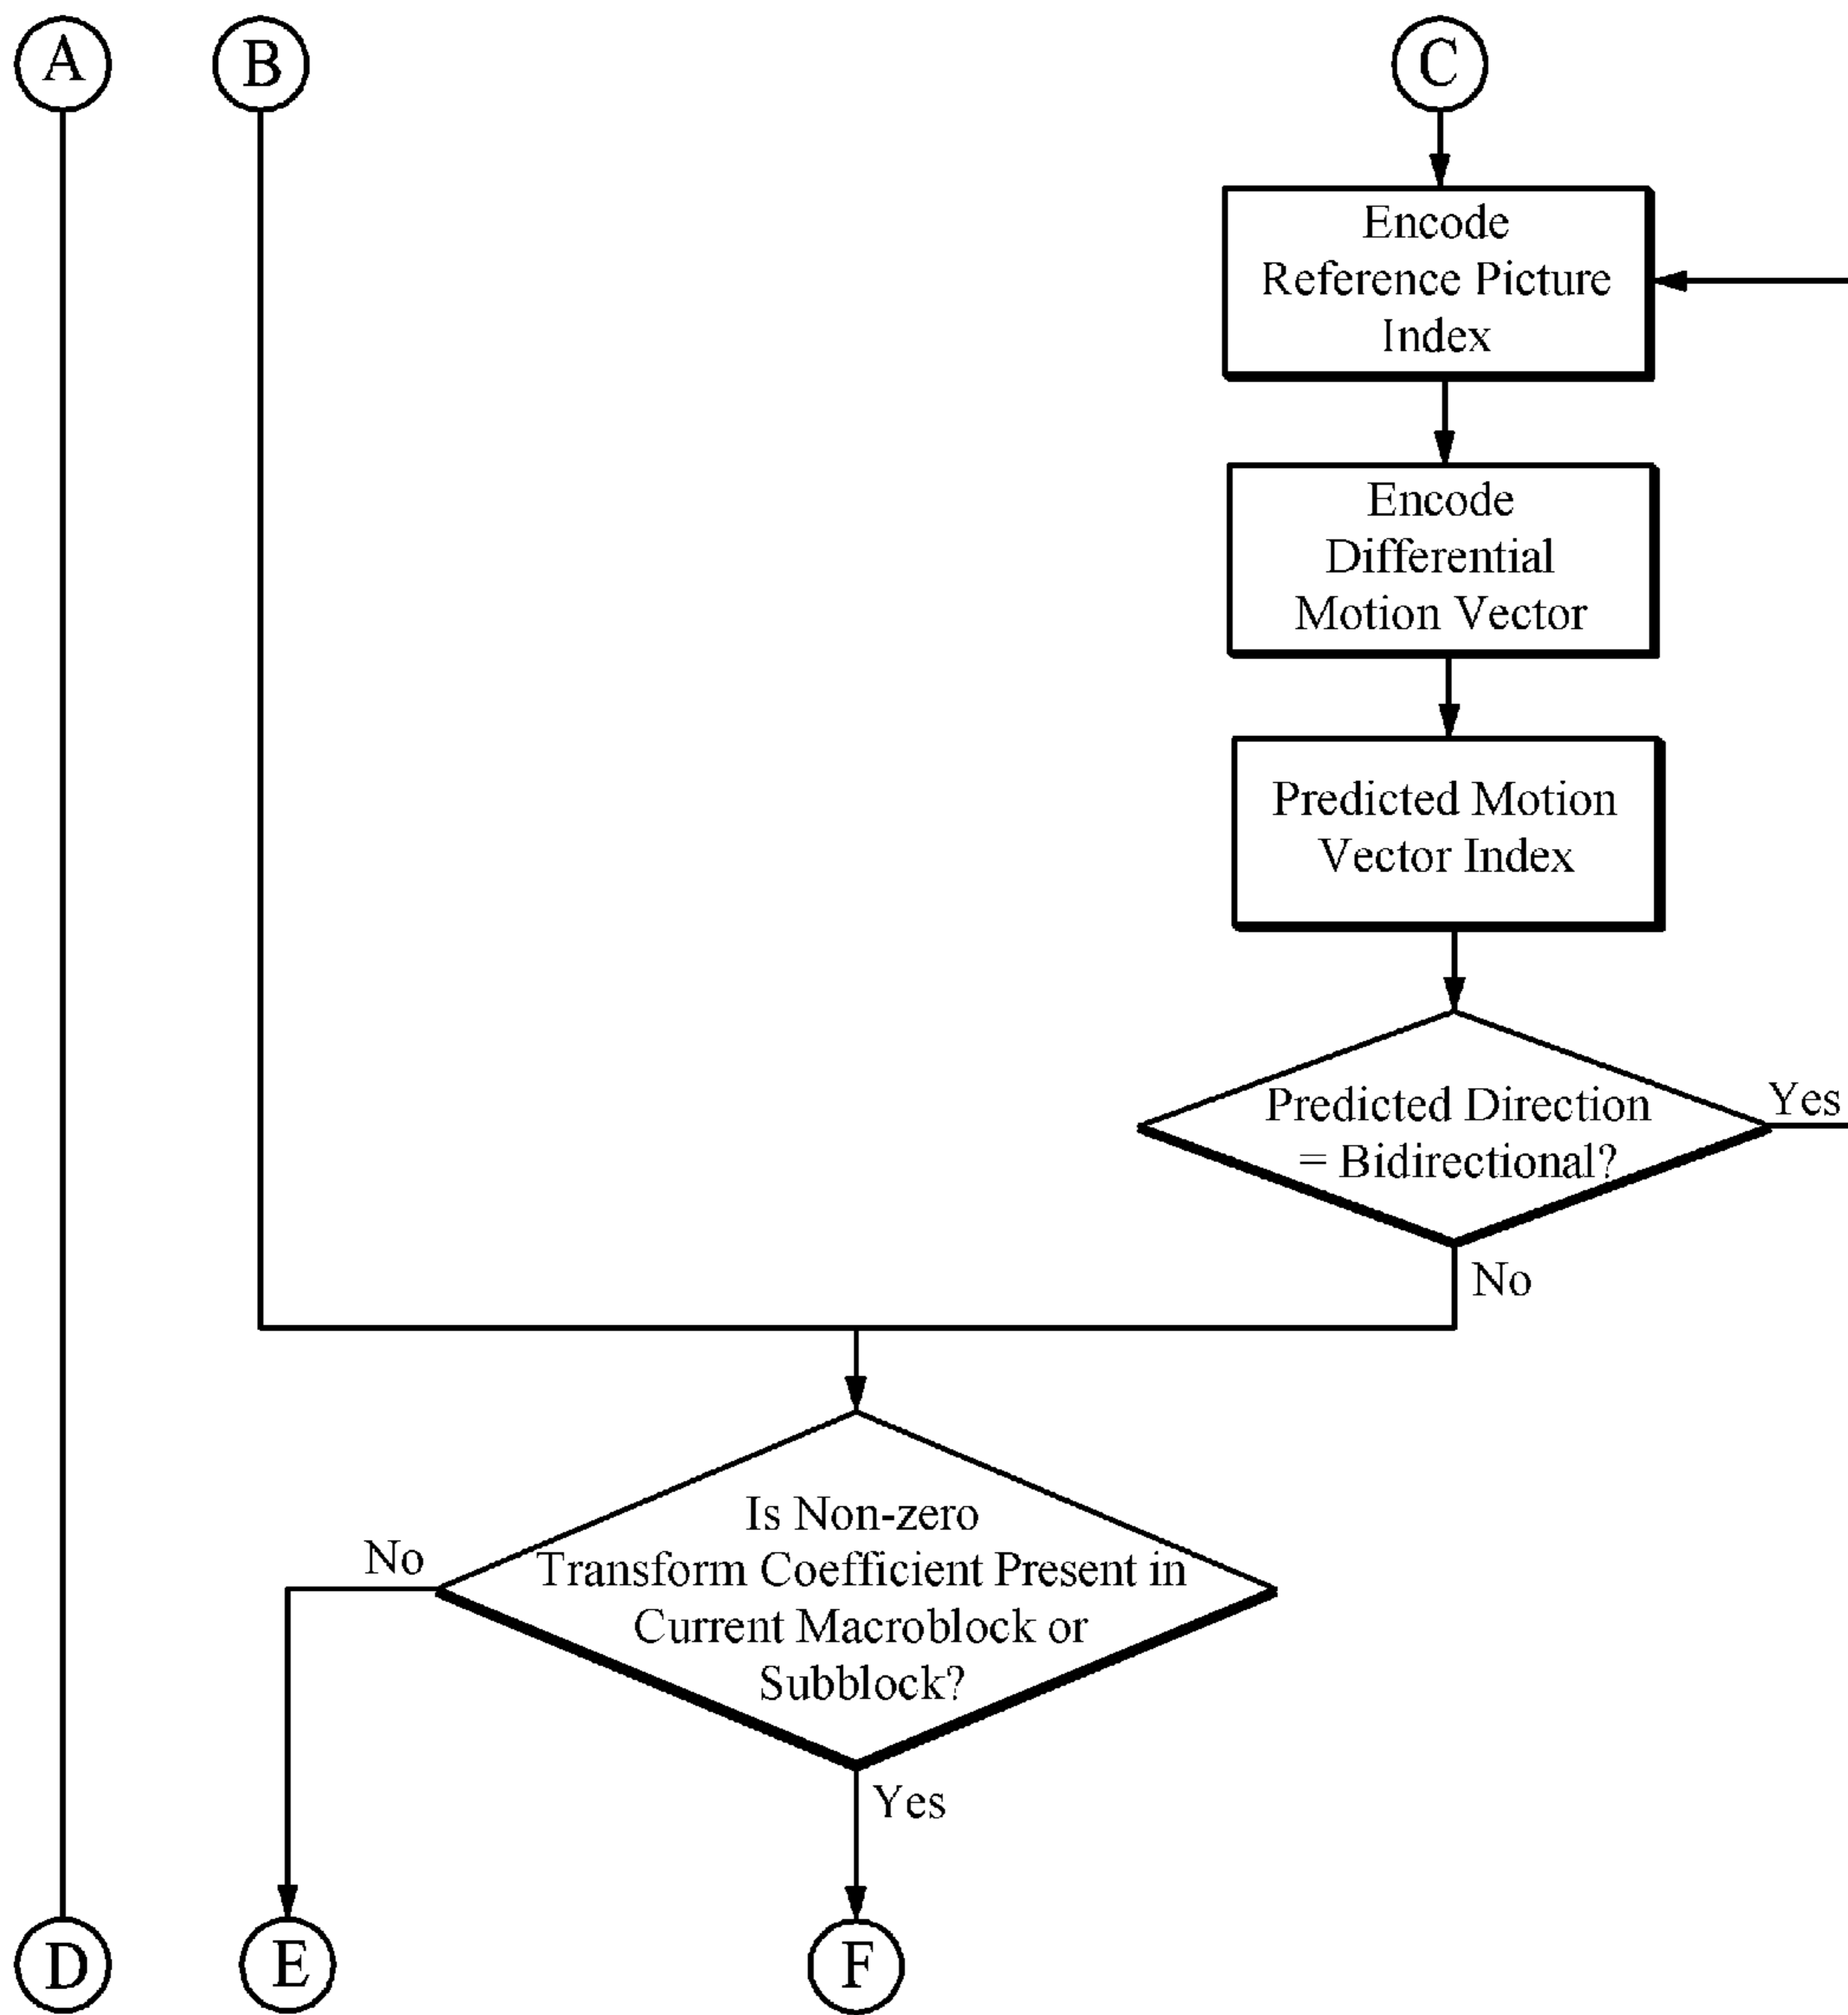 A
B
C
Encode
Reference Picture
Index
Encode
Differential
Motion Vector
Predicted Motion
Vector Index
Predicted Direction
= Bidirectional?
Yes
No
Is Non-zero
Transform Coefficient Present in
Current Macroblock or
Subblock?
No
Yes
D
E
F